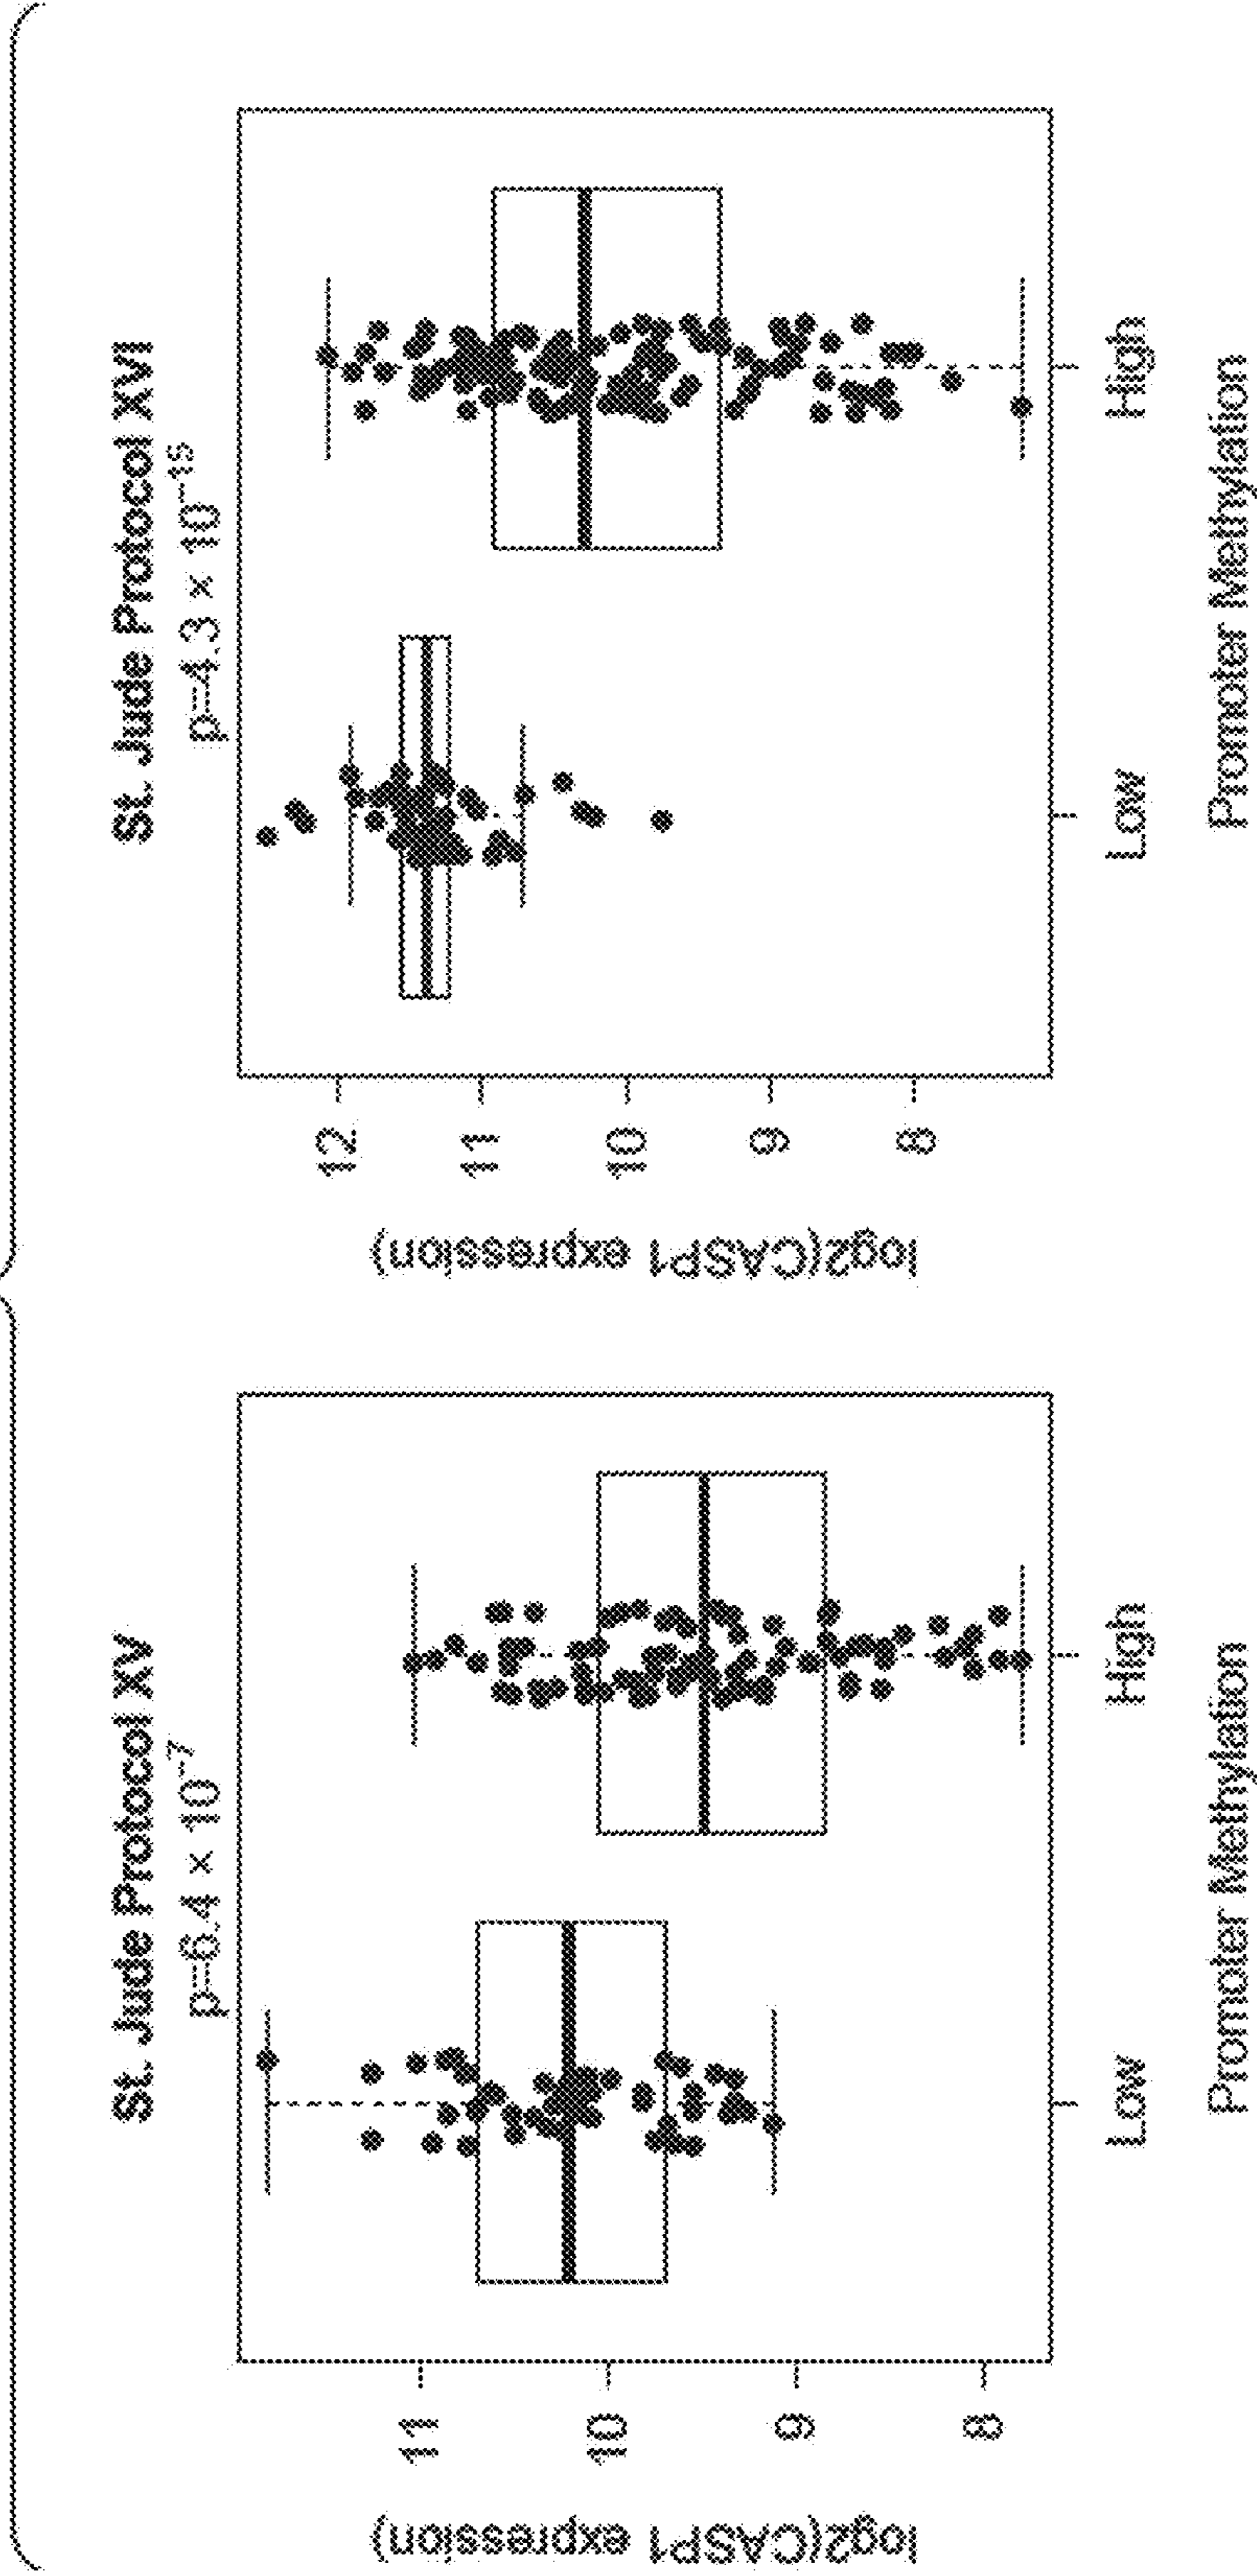 St. Jude Protocol XV
p=6.4 × 10⁻⁷
log2(CASP1 expression)
11
10
9
8
Low
High
Promoter Methylation
St. Jude Protocol XVI
p=4.3 × 10⁻¹⁵
log2(CASP1 expression)
12
11
10
9
8
Low
High
Promoter Methylation